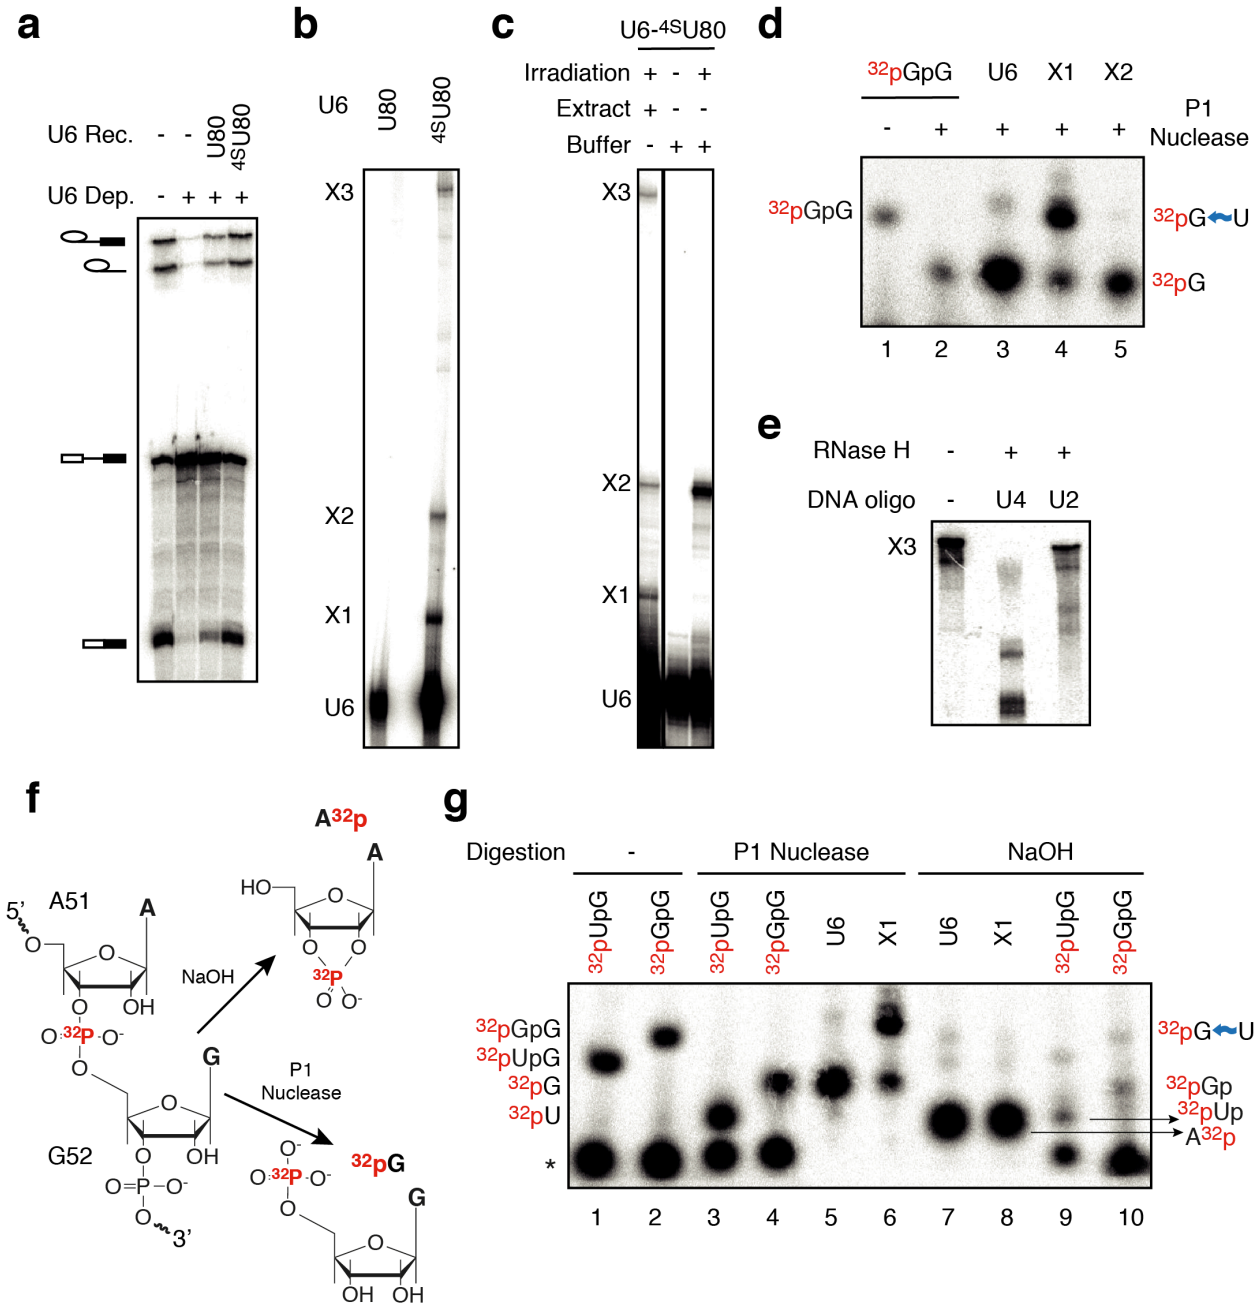 a
U6 Rec. - - U80 4SU80
U6 Dep. - + + +
b
U6 U80 4SU80
X3
X2
X1
U6
c
U6-4SU80
Irradiation + - +
Extract + - -
Buffer - + +
X3
X2
X1
U6
d
32pGpG U6 X1 X2
- + + + + P1 Nuclease
32pGpG
32pG U
32pG
1 2 3 4 5
e
RNase H - + +
DNA oligo - U4 U2
X3
f
A32p
A
HO
O
O O
32P
O O-
5'
A51
A
O
O
O OH
O 32P O-
O
NaOH
P1
Nuclease
G
O
G52
O OH
O=P-O-
O
3'
32pG
O-
O 32P O-
O
G
O
OH OH
g
Digestion - P1 Nuclease NaOH
32pUpG 32pGpG 32pUpG 32pGpG U6 X1 U6 X1 32pUpG 32pGpG
32pGpG
32pUpG
32pG
32pU
*
32pG U
32pGp
32pUp
A32p
1 2 3 4 5 6 7 8 9 10